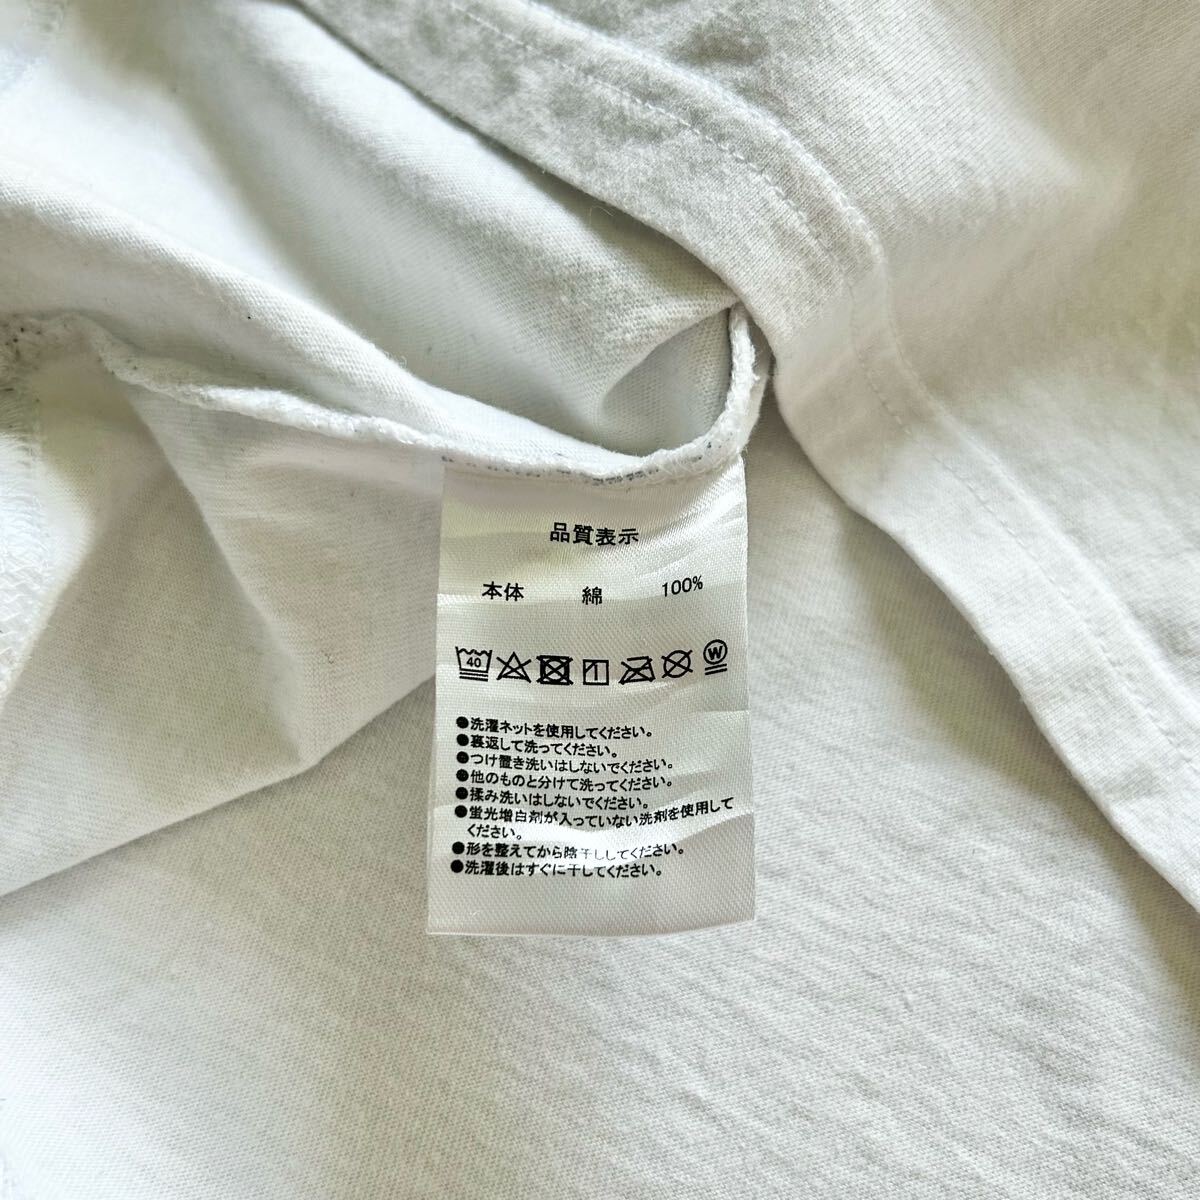 品質表示
本体 綿 100%
40 W
●洗濯ネットを使用してください。
●裏返して洗ってください。
●つけ置き洗いはしないでください。
●他のものと分けて洗ってください。
●揉み洗いはしないでください。
●蛍光増白剤が入っていない洗剤を使用して
ください。
●形を整えてから陰干ししてください。
●洗濯後はすぐに干してください。